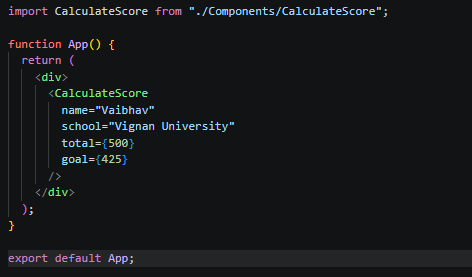 import CalculateScore from "./Components/CalculateScore";
function App() {
return (
<div>
<CalculateScore
name="Vaibhav"
school="Vignan University"
total={500}
goal={425}
/>
</div>
);
}
export default App;